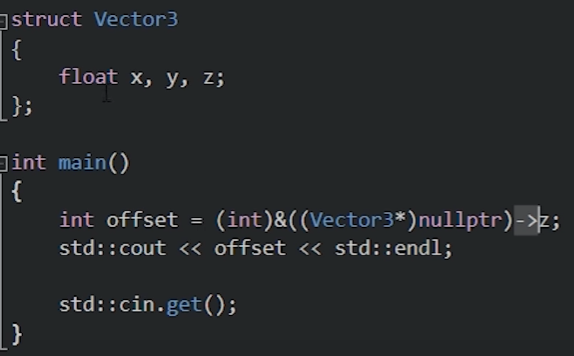 struct Vector3
{
    float x, y, z;
};
int main()
{
    int offset = (int)&((Vector3*)nullptr)->z;
    std::cout << offset << std::endl;
    std::cin.get();
}